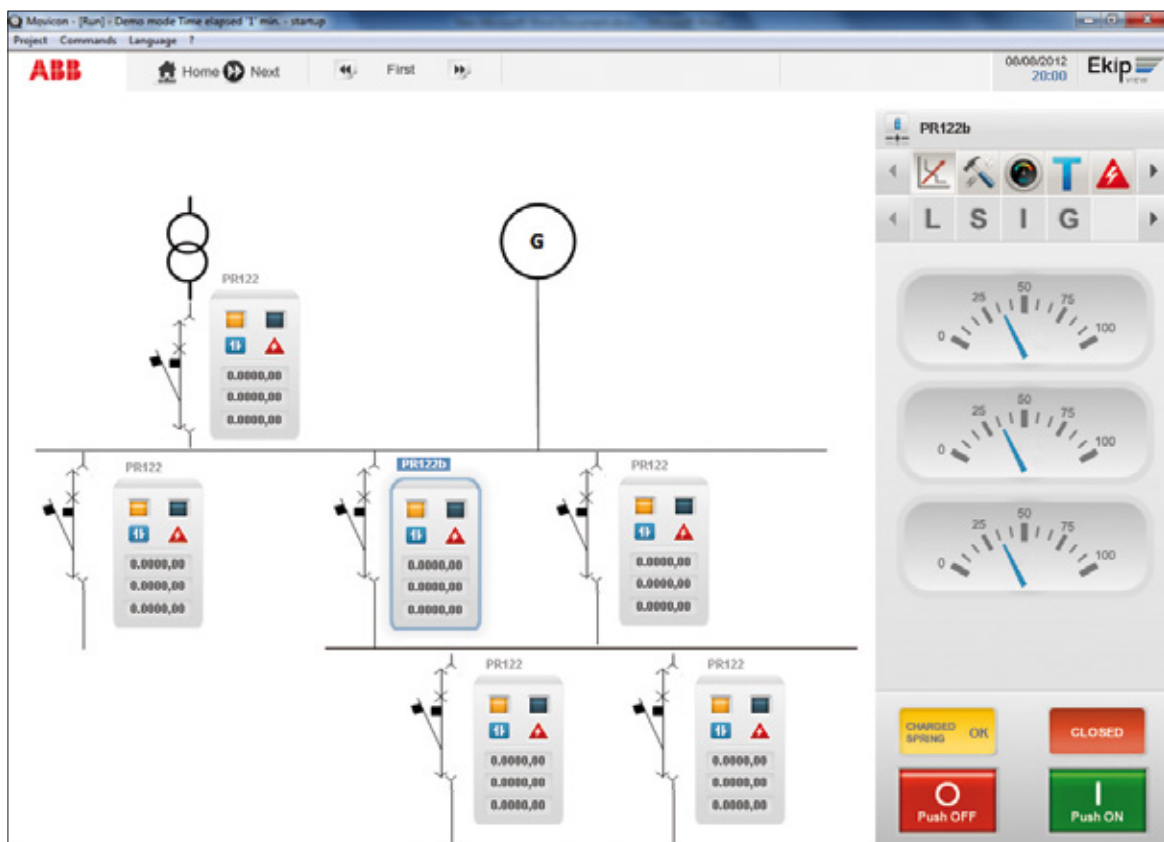 Movicon - [Run] - Demo mode Time elapsed '1' min. - startup
Project Commands Language ?
ABB Home Next First 08/08/2012 Ekip
20:00 VIEW
PR122b
L S I G
G
PR122
0.0000,00
0.0000,00
0.0000,00
0 25 50 75 100
0 25 50 75 100
0 25 50 75 100
PR122
0.0000,00
0.0000,00
0.0000,00
PR122b
0.0000,00
0.0000,00
0.0000,00
PR122
0.0000,00
0.0000,00
0.0000,00
PR122
0.0000,00
0.0000,00
0.0000,00
PR122
0.0000,00
0.0000,00
0.0000,00
CHARGED
SPRING OK
CLOSED
Push OFF
Push ON